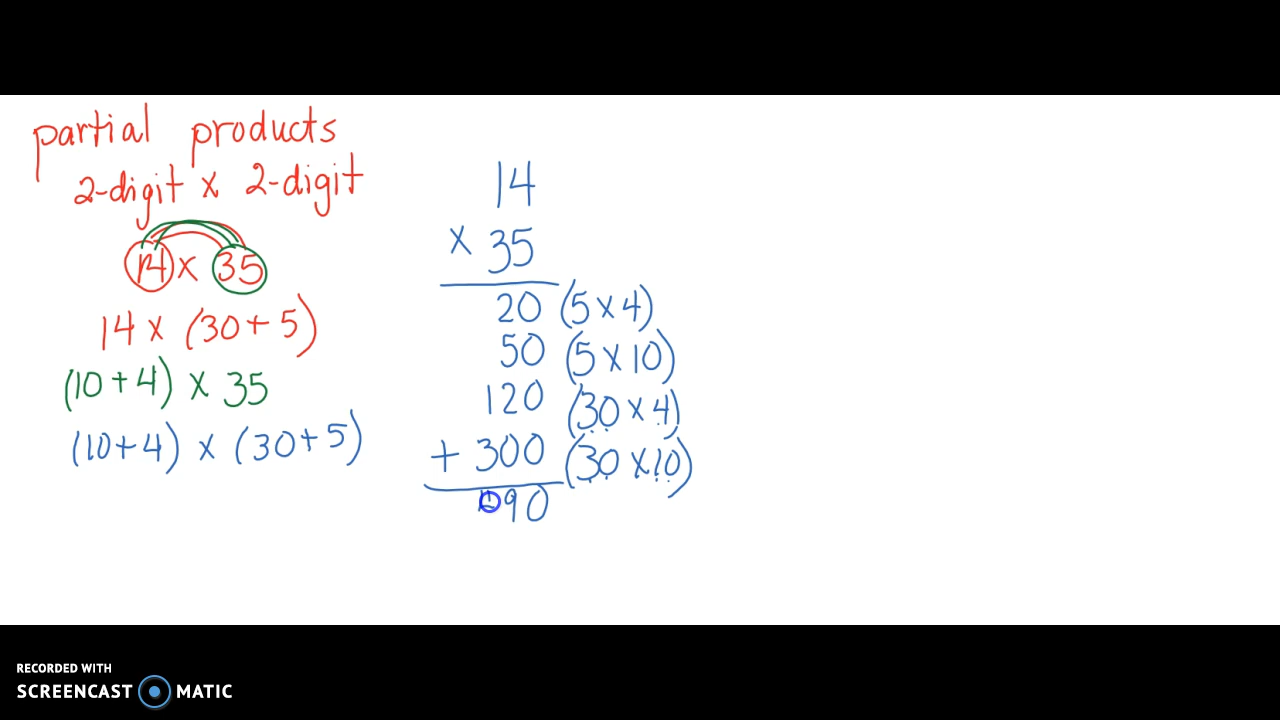 partial products
2-digit x 2-digit
14 x 35
14 x (30 + 5)
(10 + 4) x 35
(10 + 4) x (30 + 5)
14
x 35
20 (5 x 4)
50 (5 x 10)
120 (30 x 4)
+ 300 (30 x 10)
90
RECORDED WITH
SCREENCAST MATIC